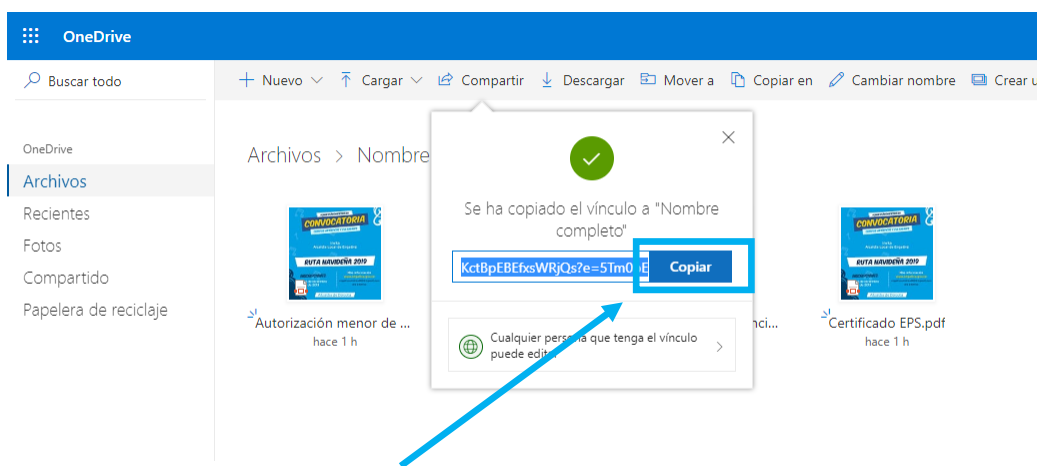 OneDrive
Buscar todo
Nuevo
Cargar
Compartir
Descargar
Mover a
Copiar en
Cambiar nombre
Crear u
OneDrive
Archivos
Recientes
Fotos
Compartido
Papelera de reciclaje
Archivos > Nombre
Se ha copiado el vínculo a "Nombre
completo"
KctBpEBEfxsWRjQs?e=5Tm0
Copiar
Cualquier persona que tenga el vínculo
puede edita
CONVOCATORIA
RUTA NAVIDEÑA 2019
Autorización menor de ...
hace 1 h
nci...
CONVOCATORIA
RUTA NAVIDEÑA 2019
Certificado EPS.pdf
hace 1 h